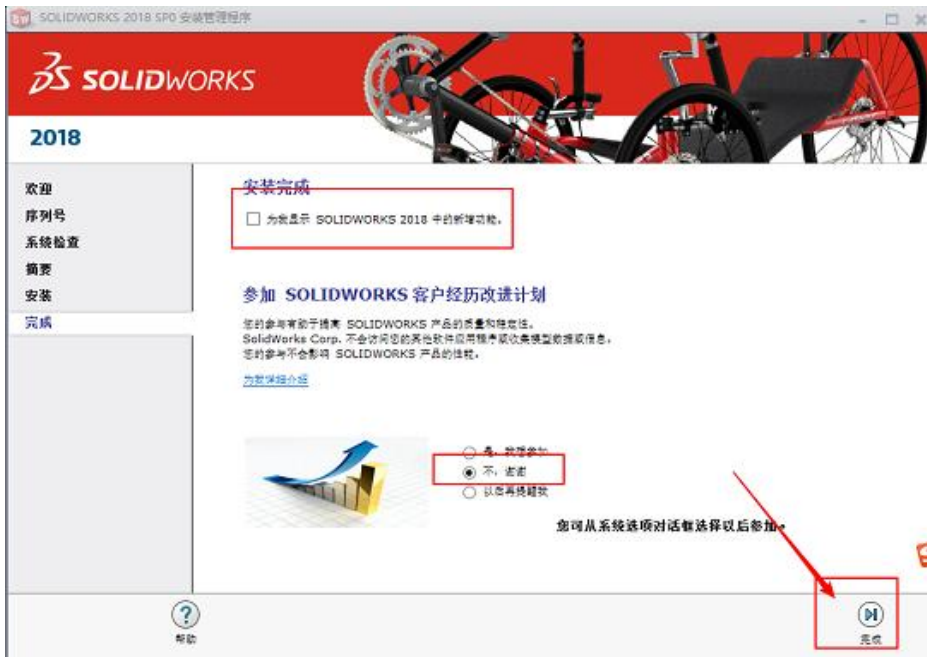 SOLIDWORKS 2018 SP0 安装管理程序
SOLIDWORKS
2018
欢迎
序列号
系统检查
摘要
安装
完成
安装完成
为我显示 SOLIDWORKS 2018 中的新增功能。
参加 SOLIDWORKS 客户经历改进计划
您的参与有助于提高 SOLIDWORKS 产品的质量和稳定性。
SolidWorks Corp. 不会访问您的其他软件应用程序或收集模型数据或信息。
您的参与不会影响 SOLIDWORKS 产品的性能。
为我详细介绍
是，我想参加
不，谢谢
以后再提醒我
您可从系统选项对话框选择以后参加。
帮助
完成